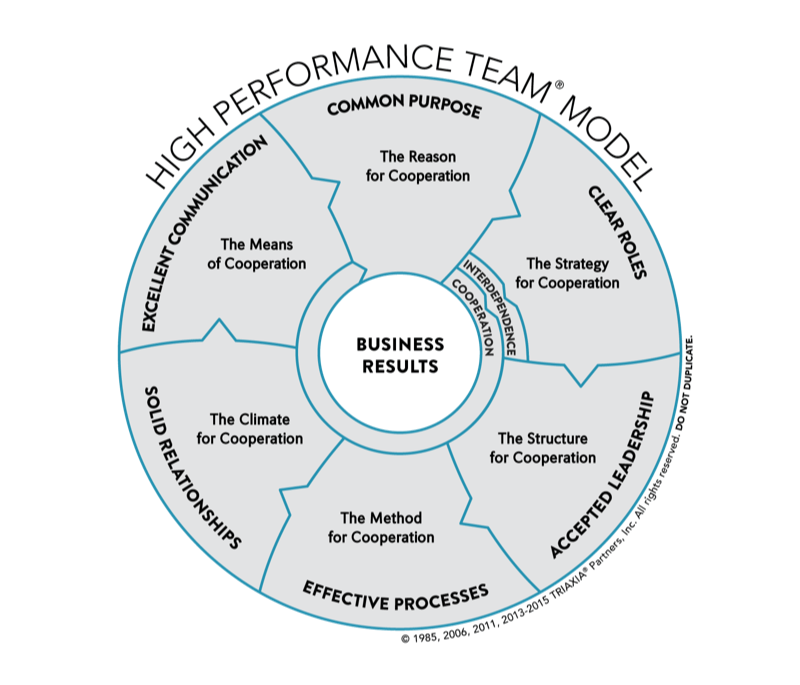 HIGH PERFORMANCE TEAM® MODEL
COMMON PURPOSE
The Reason
for Cooperation
CLEAR ROLES
The Strategy
for Cooperation
INTERDEPENDENCE
COOPERATION
ACCEPTED LEADERSHIP
The Structure
for Cooperation
EFFECTIVE PROCESSES
The Method
for Cooperation
SOLID RELATIONSHIPS
The Climate
for Cooperation
EXCELLENT COMMUNICATION
The Means
of Cooperation
BUSINESS
RESULTS
© 1985, 2006, 2011, 2013-2015 TRIAXIA® Partners, Inc. All rights reserved. DO NOT DUPLICATE.